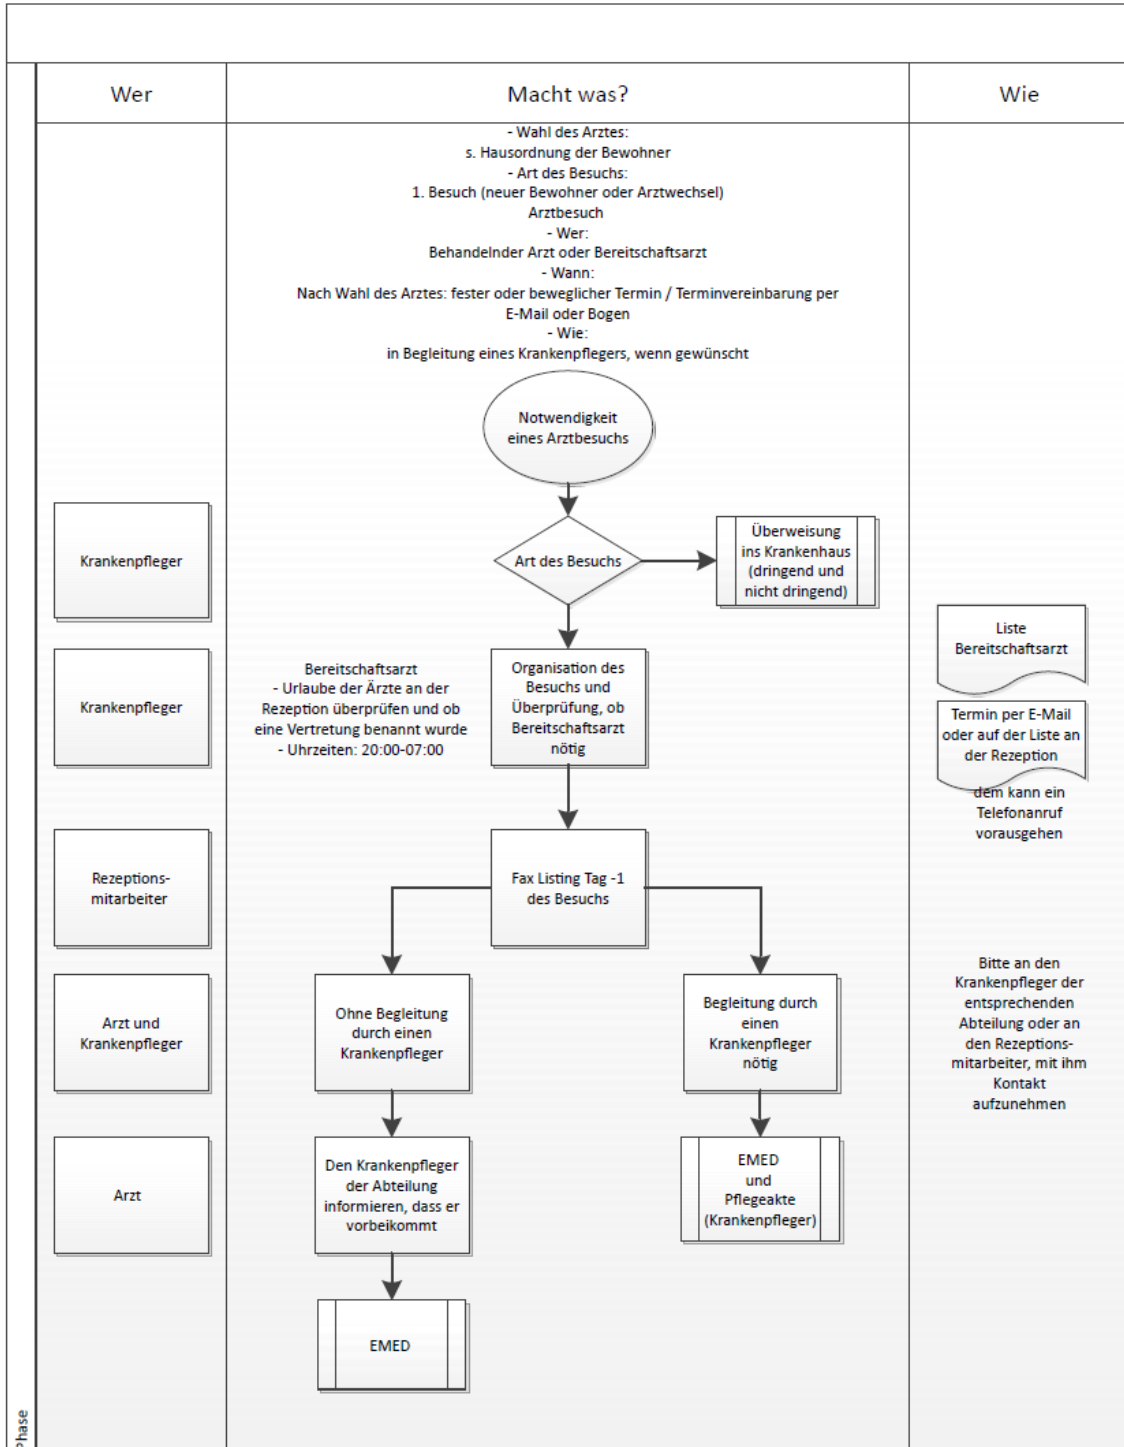 Wer
Macht was?
Wie
- Wahl des Arztes:
s. Hausordnung der Bewohner
- Art des Besuchs:
1. Besuch (neuer Bewohner oder Arztwechsel)
Arztbesuch
- Wer:
Behandelnder Arzt oder Bereitschaftsarzt
- Wann:
Nach Wahl des Arztes: fester oder beweglicher Termin / Terminvereinbarung per
E-Mail oder Bogen
- Wie:
in Begleitung eines Krankenpflegers, wenn gewünscht
Notwendigkeit
eines Arztbesuchs
Krankenpfleger
Art des Besuchs
Überweisung
ins Krankenhaus
(dringend und
nicht dringend)
Krankenpfleger
Bereitschaftsarzt
- Urlaube der Ärzte an der
Rezeption überprüfen und ob
eine Vertretung benannt wurde
- Uhrzeiten: 20:00-07:00
Organisation des
Besuchs und
Überprüfung, ob
Bereitschaftsarzt
nötig
Liste
Bereitschaftsarzt
Termin per E-Mail
oder auf der Liste an
der Rezeption
dem kann ein
Telefonanruf
vorausgehen
Rezeptions-
mitarbeiter
Fax Listing Tag -1
des Besuchs
Arzt und
Krankenpfleger
Ohne Begleitung
durch einen
Krankenpfleger
Begleitung durch
einen
Krankenpfleger
nötig
Bitte an den
Krankenpfleger der
entsprechenden
Abteilung oder an
den Rezeptions-
mitarbeiter, mit ihm
Kontakt
aufzunehmen
Arzt
Den Krankenpfleger
der Abteilung
informieren, dass er
vorbeikommt
EMED
und
Pflegeakte
(Krankenpfleger)
EMED
Phase